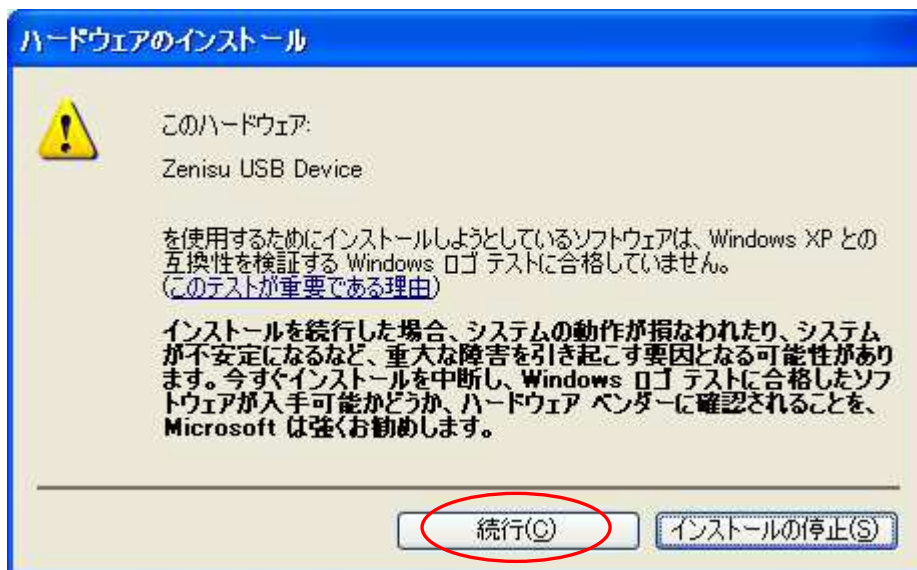 ハードウェアのインストール
このハードウェア:
Zenisu USB Device
を使用するためにインストールしようとしているソフトウェアは、Windows XP との
互換性を検証する Windows ロゴ テストに合格していません。
(このテストが重要である理由)
インストールを続行した場合、システムの動作が損なわれたり、システム
が不安定になるなど、重大な障害を引き起こす要因となる可能性があり
ます。今すぐインストールを中断し、Windows ロゴ テストに合格したソフ
トウェアが入手可能かどうか、ハードウェア ベンダーに確認されることを、
Microsoft は強くお勧めします。
続行(C) インストールの停止(S)